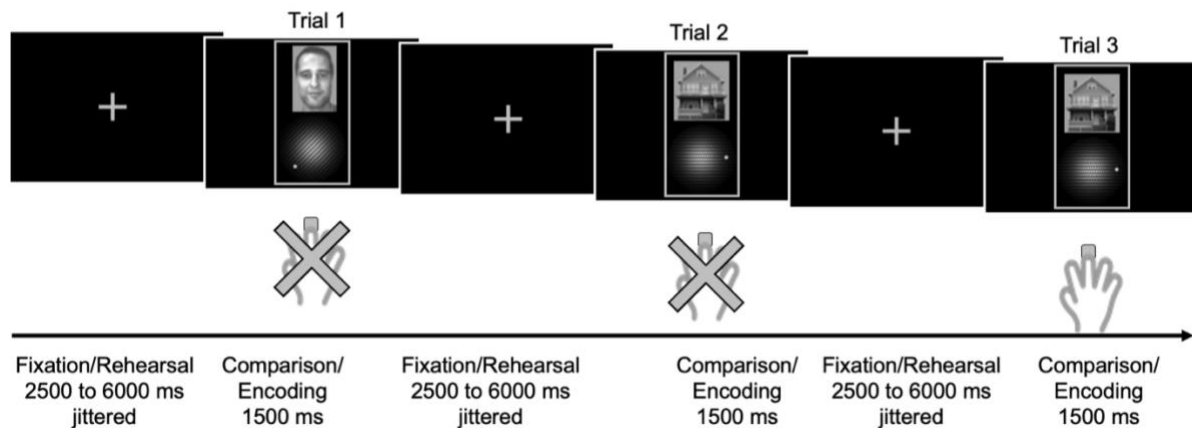 Trial 1
Trial 2
Trial 3
Fixation/Rehearsal
2500 to 6000 ms
jittered
Comparison/
Encoding
1500 ms
Fixation/Rehearsal
2500 to 6000 ms
jittered
Comparison/
Encoding
1500 ms
Fixation/Rehearsal
2500 to 6000 ms
jittered
Comparison/
Encoding
1500 ms